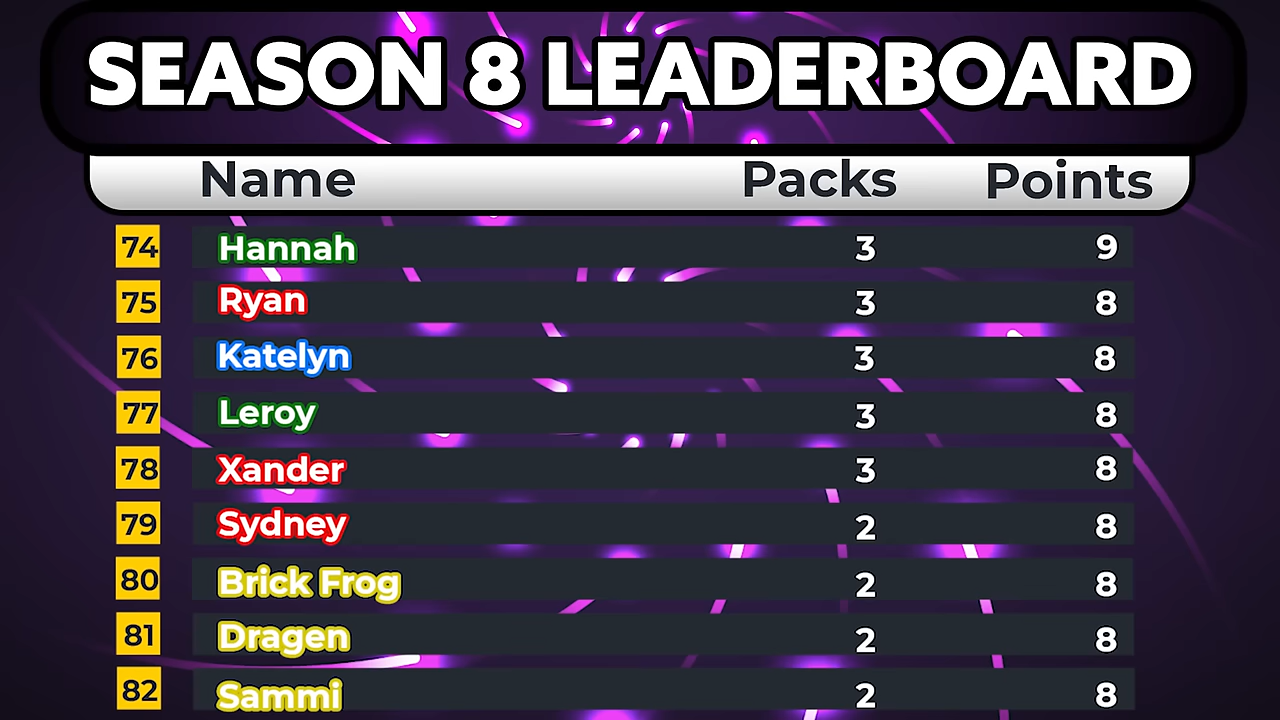 SEASON 8 LEADERBOARD
Name Packs Points
74 Hannah 3 9
75 Ryan 3 8
76 Katelyn 3 8
77 Leroy 3 8
78 Xander 3 8
79 Sydney 2 8
80 Brick Frog 2 8
81 Dragen 2 8
82 Sammi 2 8